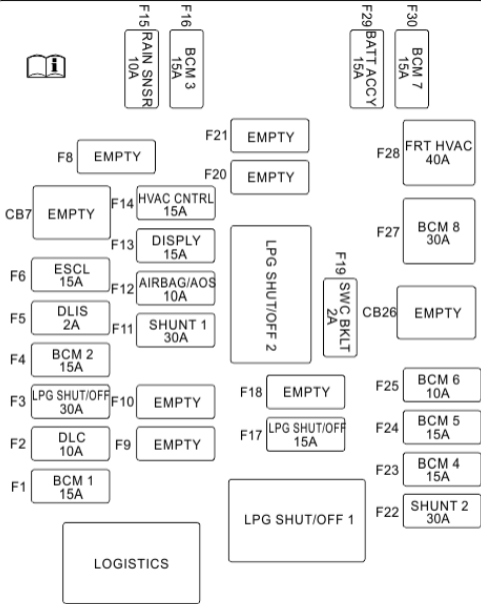 F15
RAIN SNSR
10A
F16
BCM 3
15A
F29
BATT ACCY
15A
F30
BCM 7
15A
i
F21
EMPTY
F28
FRT HVAC
40A
F8
EMPTY
F20
EMPTY
CB7
EMPTY
F14
HVAC CNTRL
15A
F27
BCM 8
30A
F13
DISPLY
15A
LPG SHUT/OFF 2
F6
ESCL
15A
F12
AIRBAG/AOS
10A
F19
SWC BKLT
2A
F5
DLIS
2A
F11
SHUNT 1
30A
CB26
EMPTY
F4
BCM 2
15A
F25
BCM 6
10A
F3
LPG SHUT/OFF
30A
F10
EMPTY
F18
EMPTY
F24
BCM 5
15A
F2
DLC
10A
F9
EMPTY
F17
LPG SHUT/OFF
15A
F23
BCM 4
15A
F1
BCM 1
15A
LPG SHUT/OFF 1
F22
SHUNT 2
30A
LOGISTICS